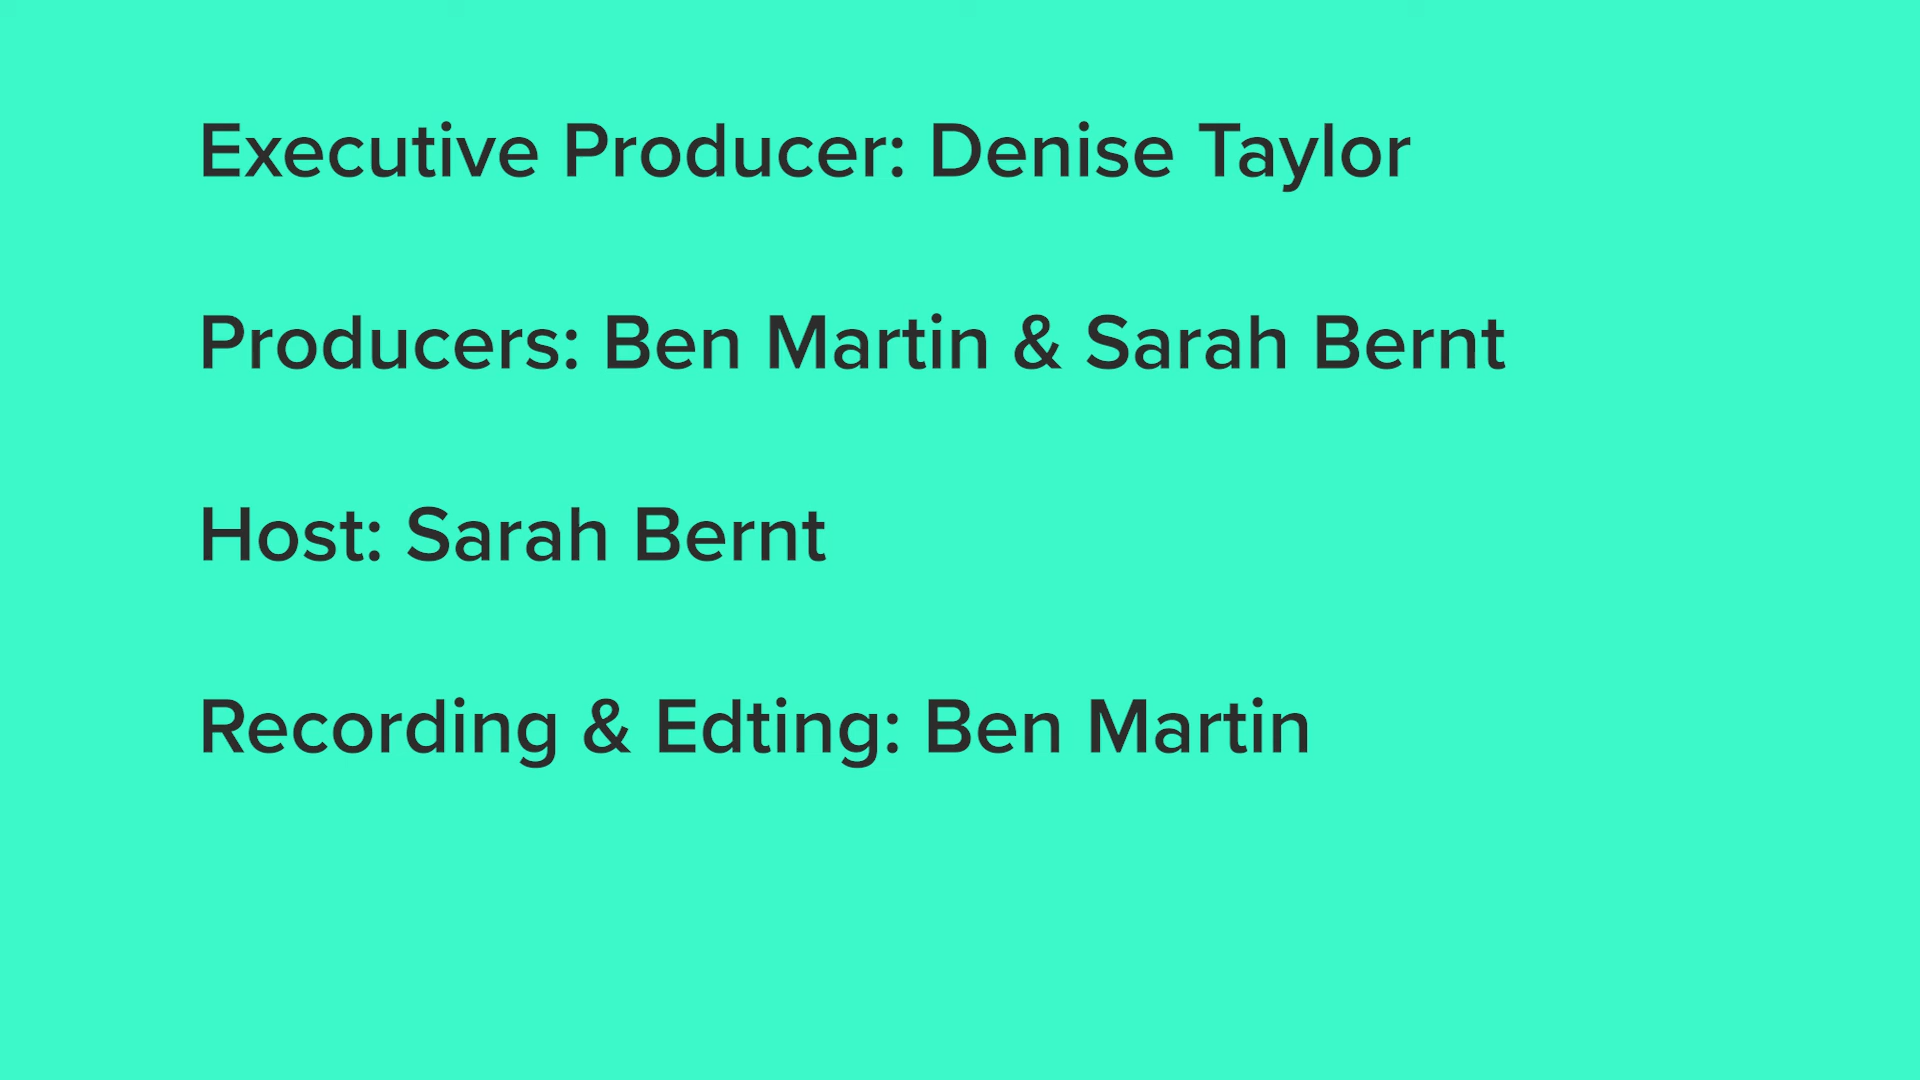 Executive Producer: Denise Taylor
Producers: Ben Martin & Sarah Bernt
Host: Sarah Bernt
Recording & Edting: Ben Martin